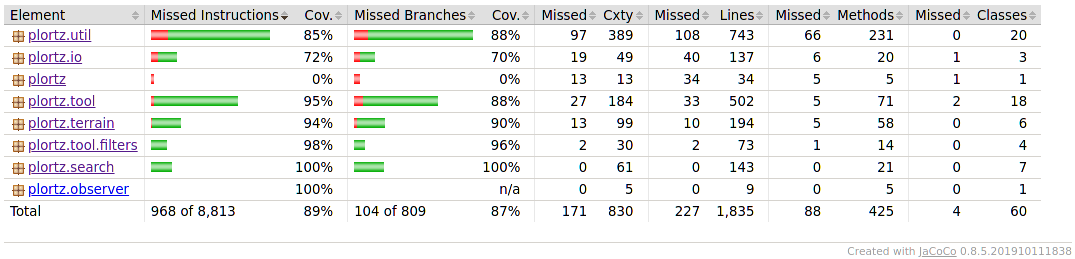 Element Missed Instructions Cov. Missed Branches Cov. Missed Cxty Missed Lines Missed Methods Missed Classes
plortz.util 85% 88% 97 389 108 743 66 231 0 20
plortz.io 72% 70% 19 49 40 137 6 20 1 3
plortz 0% 0% 13 13 34 34 5 5 1 1
plortz.tool 95% 88% 27 184 33 502 5 71 2 18
plortz.terrain 94% 90% 13 99 10 194 5 58 0 6
plortz.tool.filters 98% 96% 2 30 2 73 1 14 0 4
plortz.search 100% 100% 0 61 0 143 0 21 0 7
plortz.observer 100% n/a 0 5 0 9 0 5 0 1
Total 968 of 8,813 89% 104 of 809 87% 171 830 227 1,835 88 425 4 60
Created with JaCoCo 0.8.5.201910111838